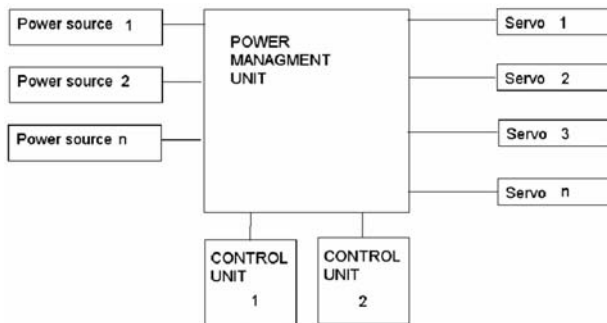 Power source 1
Power source 2
Power source n
POWER
MANAGMENT
UNIT
Servo 1
Servo 2
Servo 3
Servo n
CONTROL
UNIT
1
CONTROL
UNIT
2